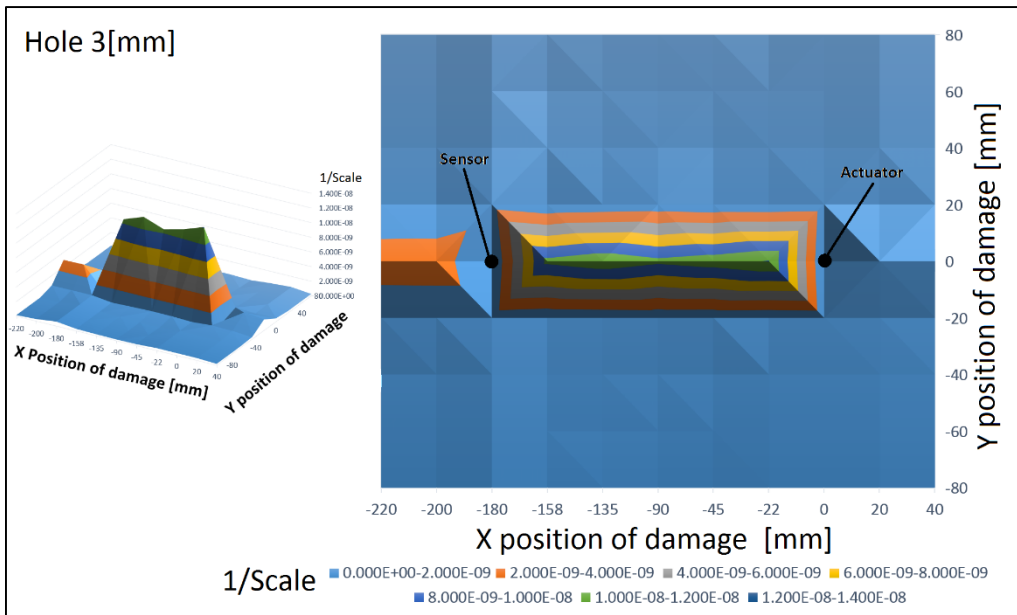 Hole 3[mm]
1/Scale
1.400E-08
1.200E-08
1.000E-08
8.000E-09
6.000E-09
4.000E-09
2.000E-09
0.000E+00
80
40
0
-40
-80
-220 -200 -180 -158 -135 -90 -45 -22 0 20 40
X Position of damage [mm]
Y position of damage
Sensor
Actuator
80
60
40
20
0
-20
-40
-60
-80
Y position of damage [mm]
-220 -200 -180 -158 -135 -90 -45 -22 0 20 40
X position of damage [mm]
1/Scale 0.000E+00-2.000E-09 2.000E-09-4.000E-09 4.000E-09-6.000E-09 6.000E-09-8.000E-09
8.000E-09-1.000E-08 1.000E-08-1.200E-08 1.200E-08-1.400E-08